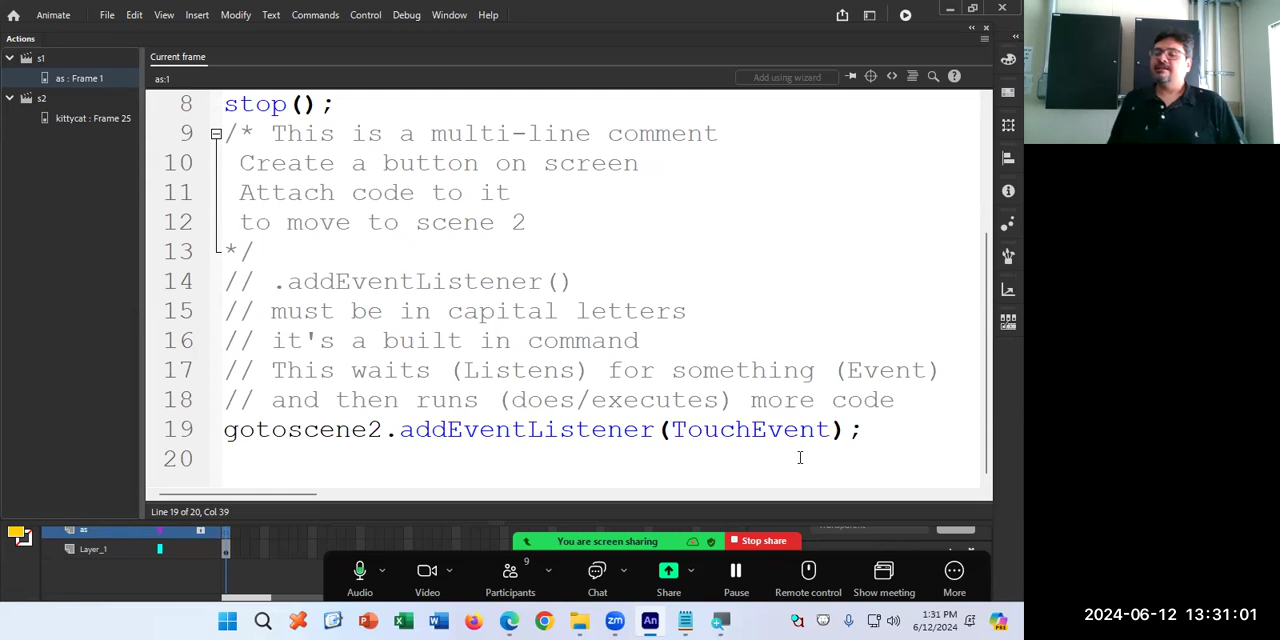 Animate File Edit View Insert Modify Text Commands Control Debug Window Help
Actions
s1
as : Frame 1
s2
kittycat : Frame 25
Current frame
as:1
Add using wizard
8 stop();
9 /* This is a multi-line comment
10 Create a button on screen
11 Attach code to it
12 to move to scene 2
13 */
14 // .addEventListener()
15 // must be in capital letters
16 // it's a built in command
17 // This waits (Listens) for something (Event)
18 // and then runs (does/executes) more code
19 gotoscene2.addEventListener(TouchEvent);
20
Line 19 of 20, Col 39
as
Layer_1
You are screen sharing Stop share
9
Audio Video Participants Chat Share Pause Remote control Show meeting More
1:31 PM
6/12/2024
2024-06-12 13:31:01